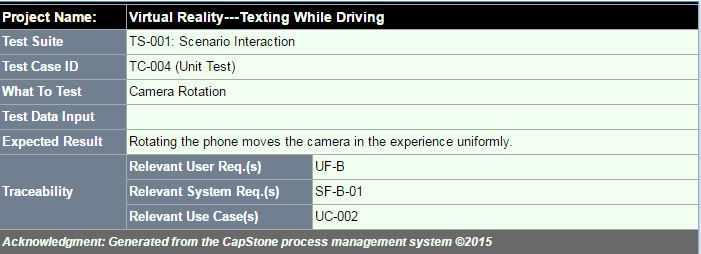 Project Name: Virtual Reality---Texting While Driving
Test Suite TS-001: Scenario Interaction
Test Case ID TC-004 (Unit Test)
What To Test Camera Rotation
Test Data Input
Expected Result Rotating the phone moves the camera in the experience uniformly.
Traceability
Relevant User Req.(s) UF-B
Relevant System Req.(s) SF-B-01
Relevant Use Case(s) UC-002
Acknowledgment: Generated from the CapStone process management system ©2015